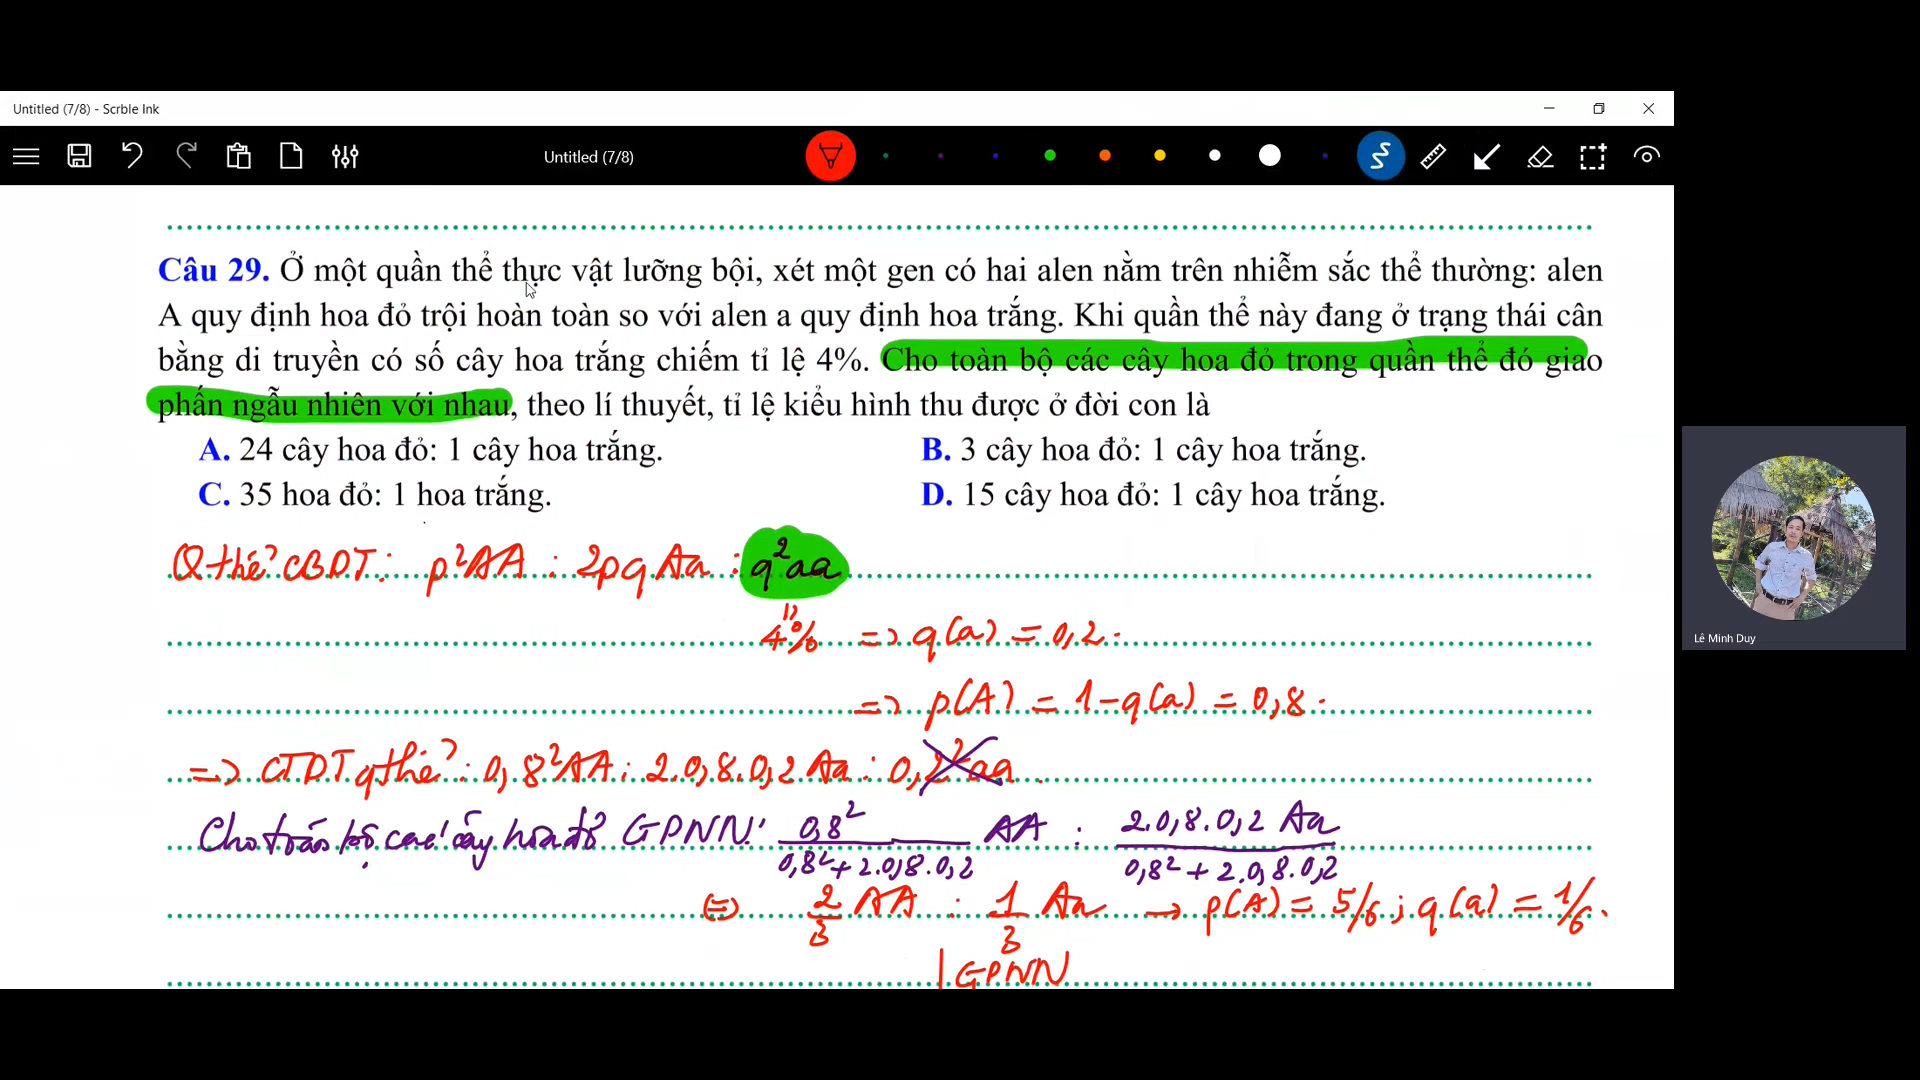 Untitled (7/8) - Scrble Ink
Untitled (7/8)
Câu 29. Ở một quần thể thực vật lưỡng bội, xét một gen có hai alen nằm trên nhiễm sắc thể thường: alen
A quy định hoa đỏ trội hoàn toàn so với alen a quy định hoa trắng. Khi quần thể này đang ở trạng thái cân
bằng di truyền có số cây hoa trắng chiếm tỉ lệ 4%. Cho toàn bộ các cây hoa đỏ trong quần thể đó giao
phấn ngẫu nhiên với nhau, theo lí thuyết, tỉ lệ kiểu hình thu được ở đời con là
A. 24 cây hoa đỏ: 1 cây hoa trắng. B. 3 cây hoa đỏ: 1 cây hoa trắng.
C. 35 hoa đỏ: 1 hoa trắng. D. 15 cây hoa đỏ: 1 cây hoa trắng.
Q thể CBDT: p²AA : 2pq Aa : q²aa
4% => q(a) = 0,2.
=> p(A) = 1-q(a) = 0,8.
=> CTDT q thể: 0,8²AA : 2.0,8.0,2 Aa : 0,2²aa.
Cho toàn bộ các cây hoa đỏ GPNN: 0,8² / 0,8²+2.0,8.0,2 AA : 2.0,8.0,2 Aa / 0,8²+2.0,8.0,2
<=> 2/3 AA : 1/3 Aa → p(A) = 5/6 ; q(a) = 1/6.
| GPNN
Lê Minh Duy